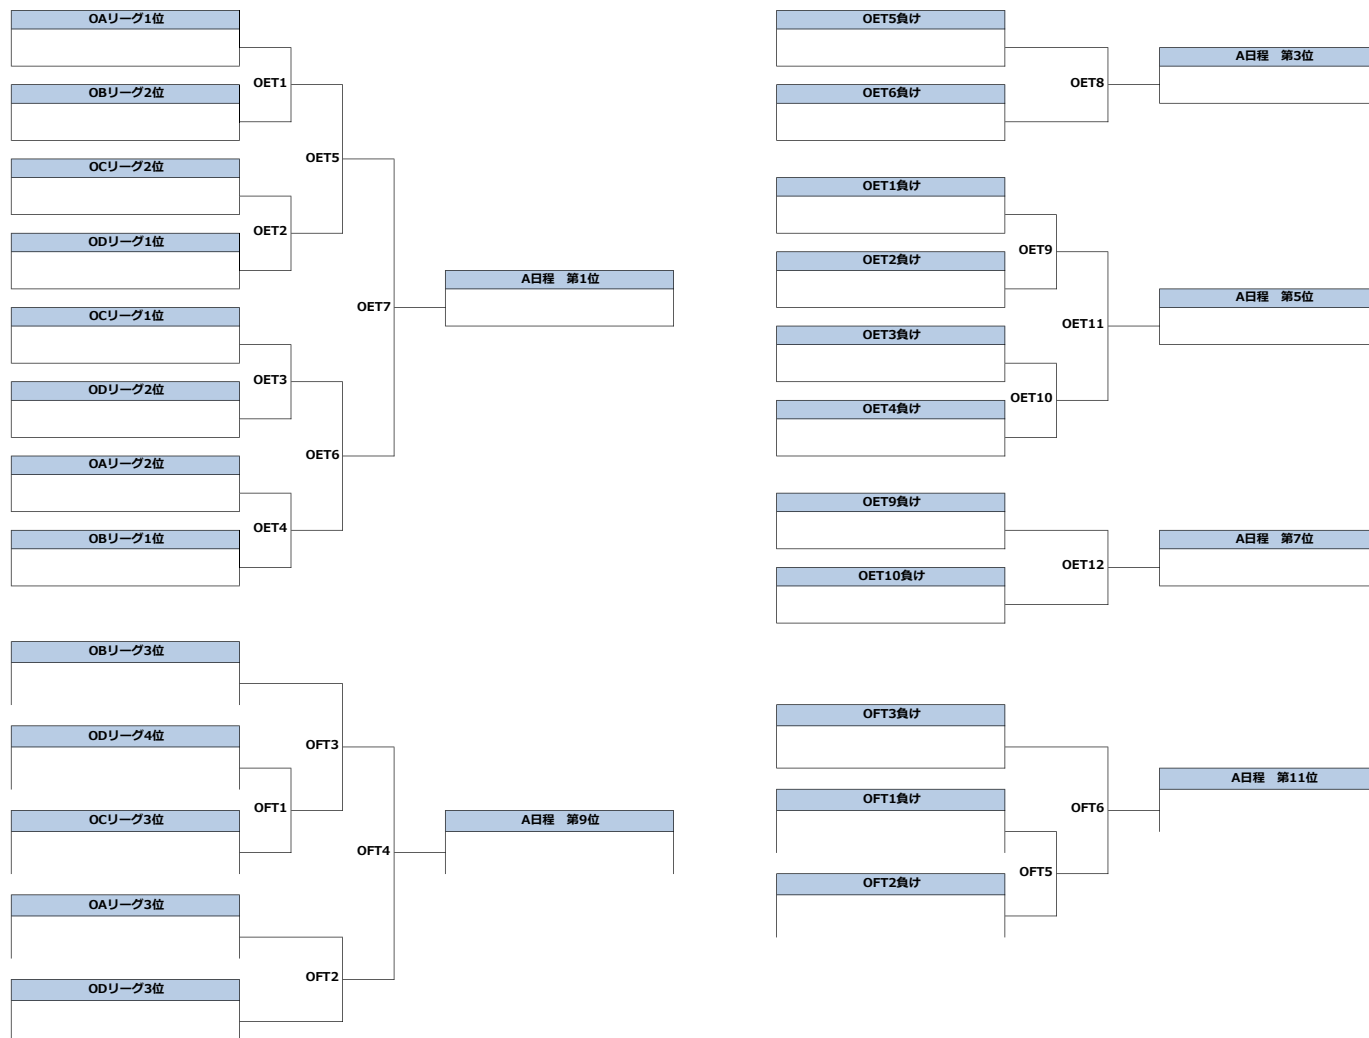 OAリーグ1位
OET1
OBリーグ2位
OET5
OCリーグ2位
OET2
ODリーグ1位
OET7
A日程　第1位
OCリーグ1位
OET3
ODリーグ2位
OET6
OAリーグ2位
OET4
OBリーグ1位
OET5負け
OET8
A日程　第3位
OET6負け
OET1負け
OET9
OET2負け
OET11
A日程　第5位
OET3負け
OET10
OET4負け
OET9負け
OET12
A日程　第7位
OET10負け
OBリーグ3位
OFT3
ODリーグ4位
OFT1
OCリーグ3位
OFT4
A日程　第9位
OAリーグ3位
OFT2
ODリーグ3位
OFT3負け
OFT6
A日程　第11位
OFT1負け
OFT5
OFT2負け